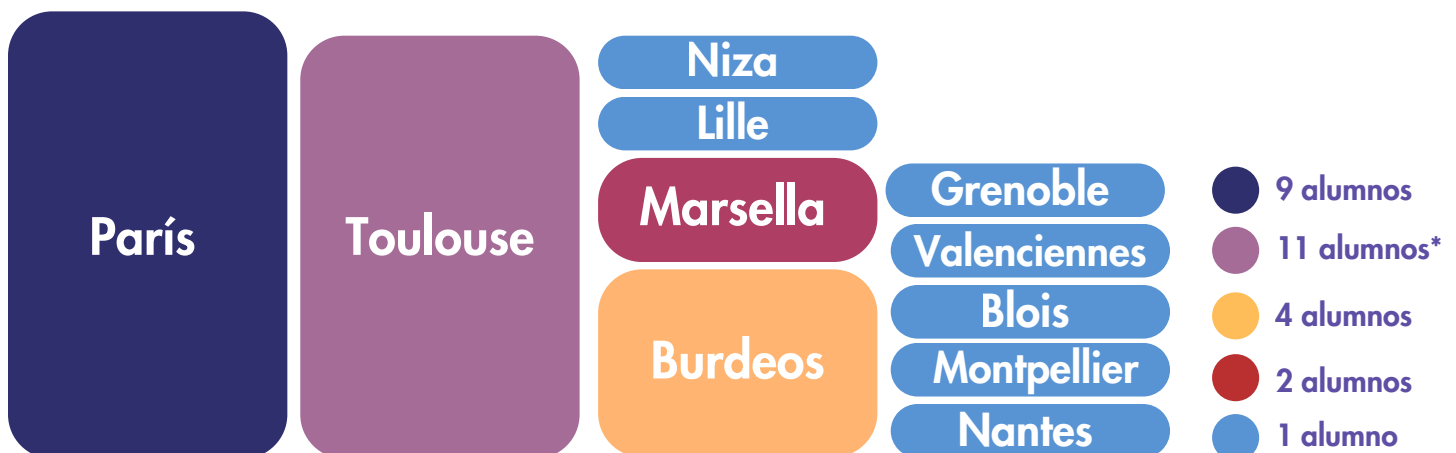 París
Toulouse
Niza
Lille
Marsella
Burdeos
Grenoble
Valenciennes
Blois
Montpellier
Nantes
9 alumnos
11 alumnos*
4 alumnos
2 alumnos
1 alumno